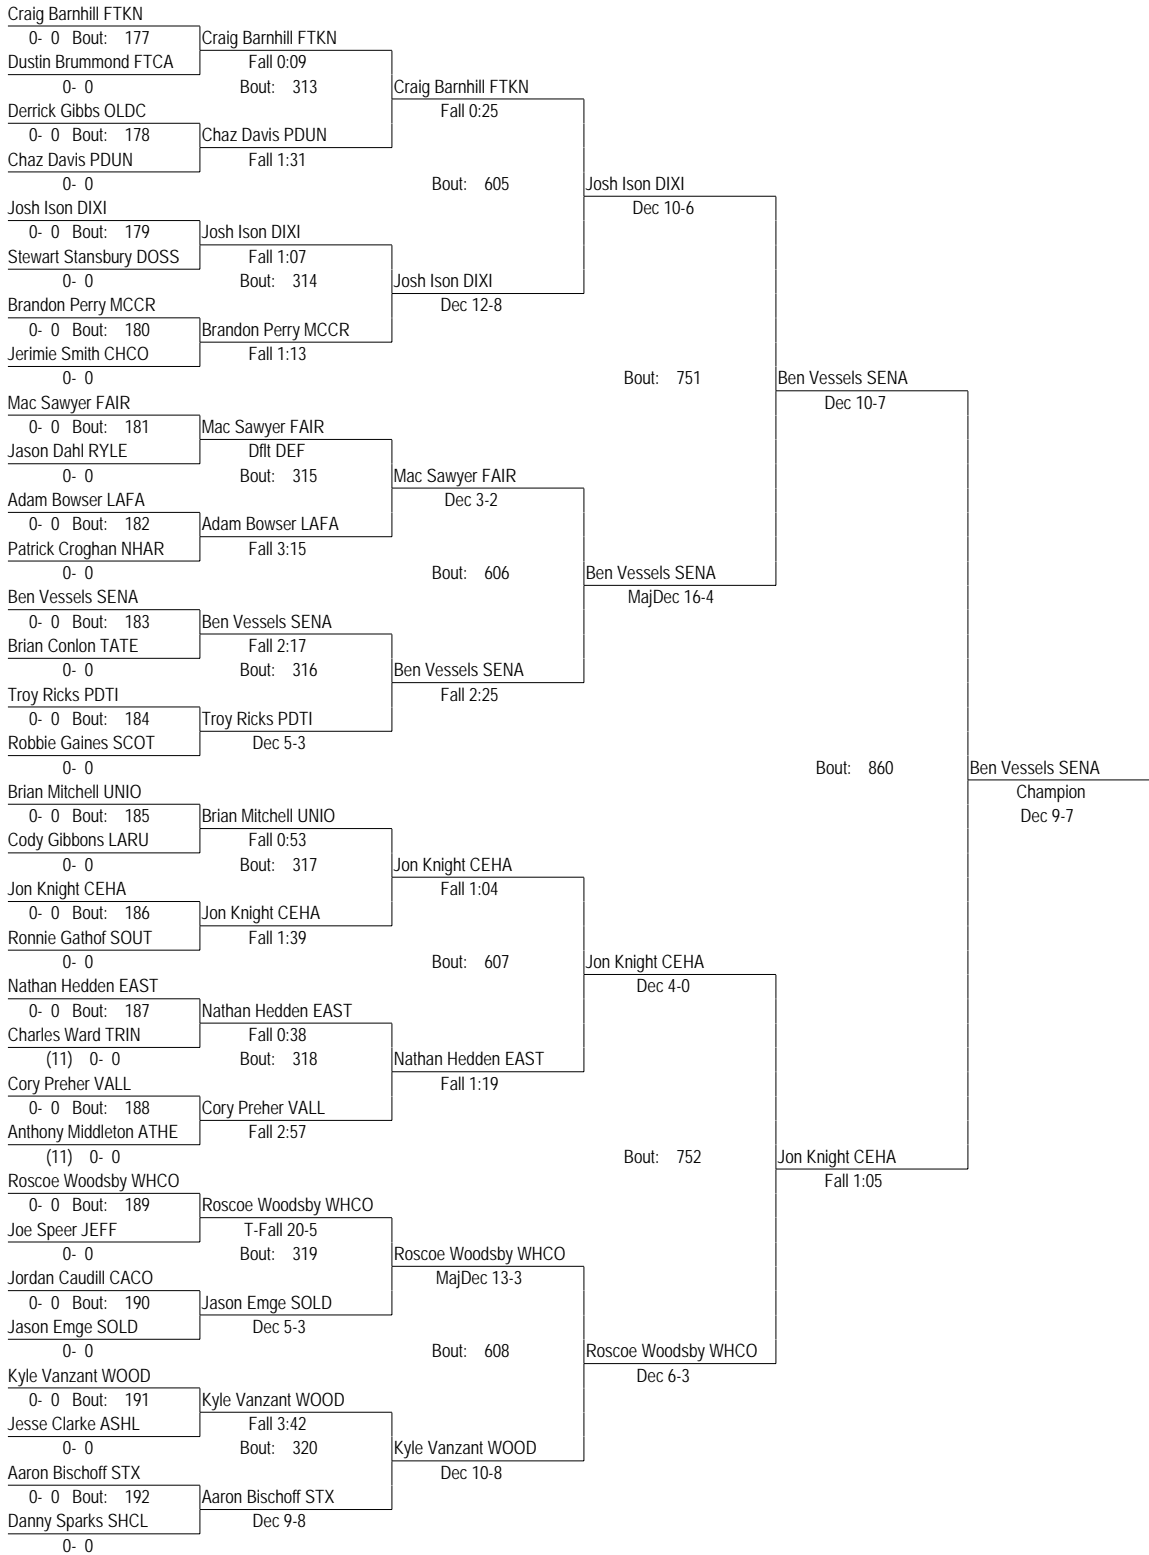 Craig Barnhill FTKN
0- 0 Bout: 177
Craig Barnhill FTKN
Dustin Brummond FTCA
Fall 0:09
0- 0
Bout: 313
Craig Barnhill FTKN
Derrick Gibbs OLDC
Fall 0:25
0- 0 Bout: 178
Chaz Davis PDUN
Chaz Davis PDUN
Fall 1:31
0- 0
Bout: 605
Josh Ison DIXI
Josh Ison DIXI
Dec 10-6
0- 0 Bout: 179
Josh Ison DIXI
Stewart Stansbury DOSS
Fall 1:07
0- 0
Bout: 314
Josh Ison DIXI
Brandon Perry MCCR
Dec 12-8
0- 0 Bout: 180
Brandon Perry MCCR
Jerimie Smith CHCO
Fall 1:13
0- 0
Bout: 751
Ben Vessels SENA
Mac Sawyer FAIR
Dec 10-7
0- 0 Bout: 181
Mac Sawyer FAIR
Jason Dahl RYLE
Dflt DEF
0- 0
Bout: 315
Mac Sawyer FAIR
Adam Bowser LAFA
Dec 3-2
0- 0 Bout: 182
Adam Bowser LAFA
Patrick Croghan NHAR
Fall 3:15
0- 0
Bout: 606
Ben Vessels SENA
Ben Vessels SENA
MajDec 16-4
0- 0 Bout: 183
Ben Vessels SENA
Brian Conlon TATE
Fall 2:17
0- 0
Bout: 316
Ben Vessels SENA
Troy Ricks PDTI
Fall 2:25
0- 0 Bout: 184
Troy Ricks PDTI
Robbie Gaines SCOT
Dec 5-3
0- 0
Bout: 860
Ben Vessels SENA
Brian Mitchell UNIO
Champion
0- 0 Bout: 185
Brian Mitchell UNIO
Dec 9-7
Cody Gibbons LARU
Fall 0:53
0- 0
Bout: 317
Jon Knight CEHA
Jon Knight CEHA
Fall 1:04
0- 0 Bout: 186
Jon Knight CEHA
Ronnie Gathof SOUT
Fall 1:39
0- 0
Bout: 607
Jon Knight CEHA
Nathan Hedden EAST
Dec 4-0
0- 0 Bout: 187
Nathan Hedden EAST
Charles Ward TRIN
Fall 0:38
(11) 0- 0
Bout: 318
Nathan Hedden EAST
Cory Preher VALL
Fall 1:19
0- 0 Bout: 188
Cory Preher VALL
Anthony Middleton ATHE
Fall 2:57
(11) 0- 0
Bout: 752
Jon Knight CEHA
Roscoe Woodsby WHCO
Fall 1:05
0- 0 Bout: 189
Roscoe Woodsby WHCO
Joe Speer JEFF
T-Fall 20-5
0- 0
Bout: 319
Roscoe Woodsby WHCO
Jordan Caudill CACO
MajDec 13-3
0- 0 Bout: 190
Jason Emge SOLD
Jason Emge SOLD
Dec 5-3
0- 0
Bout: 608
Roscoe Woodsby WHCO
Kyle Vanzant WOOD
Dec 6-3
0- 0 Bout: 191
Kyle Vanzant WOOD
Jesse Clarke ASHL
Fall 3:42
0- 0
Bout: 320
Kyle Vanzant WOOD
Aaron Bischoff STX
Dec 10-8
0- 0 Bout: 192
Aaron Bischoff STX
Danny Sparks SHCL
Dec 9-8
0- 0